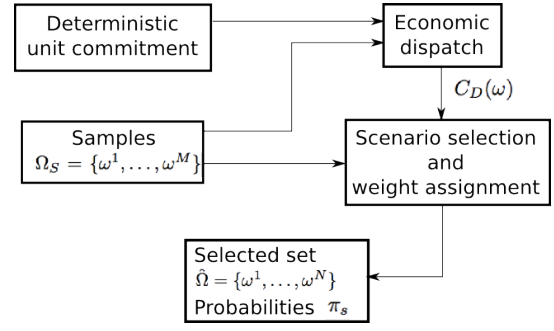 Deterministic
unit commitment
Economic
dispatch
C_D(ω)
Samples
Ω_S = {ω^1, . . . , ω^M}
Scenario selection
and
weight assignment
Selected set
Ω̂ = {ω^1, . . . , ω^N}
Probabilities π_s